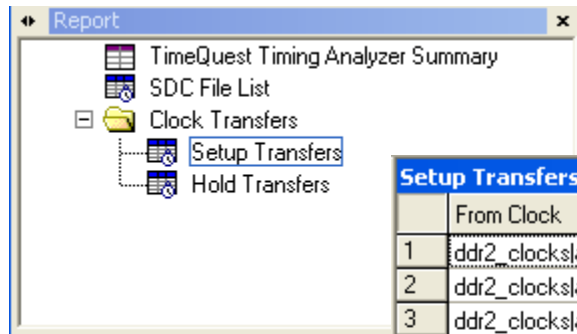 Report
TimeQuest Timing Analyzer Summary
SDC File List
Clock Transfers
Setup Transfers
Hold Transfers
Setup Transfers
From Clock
1 ddr2_clocks|
2 ddr2_clocks|
3 ddr2_clocks|